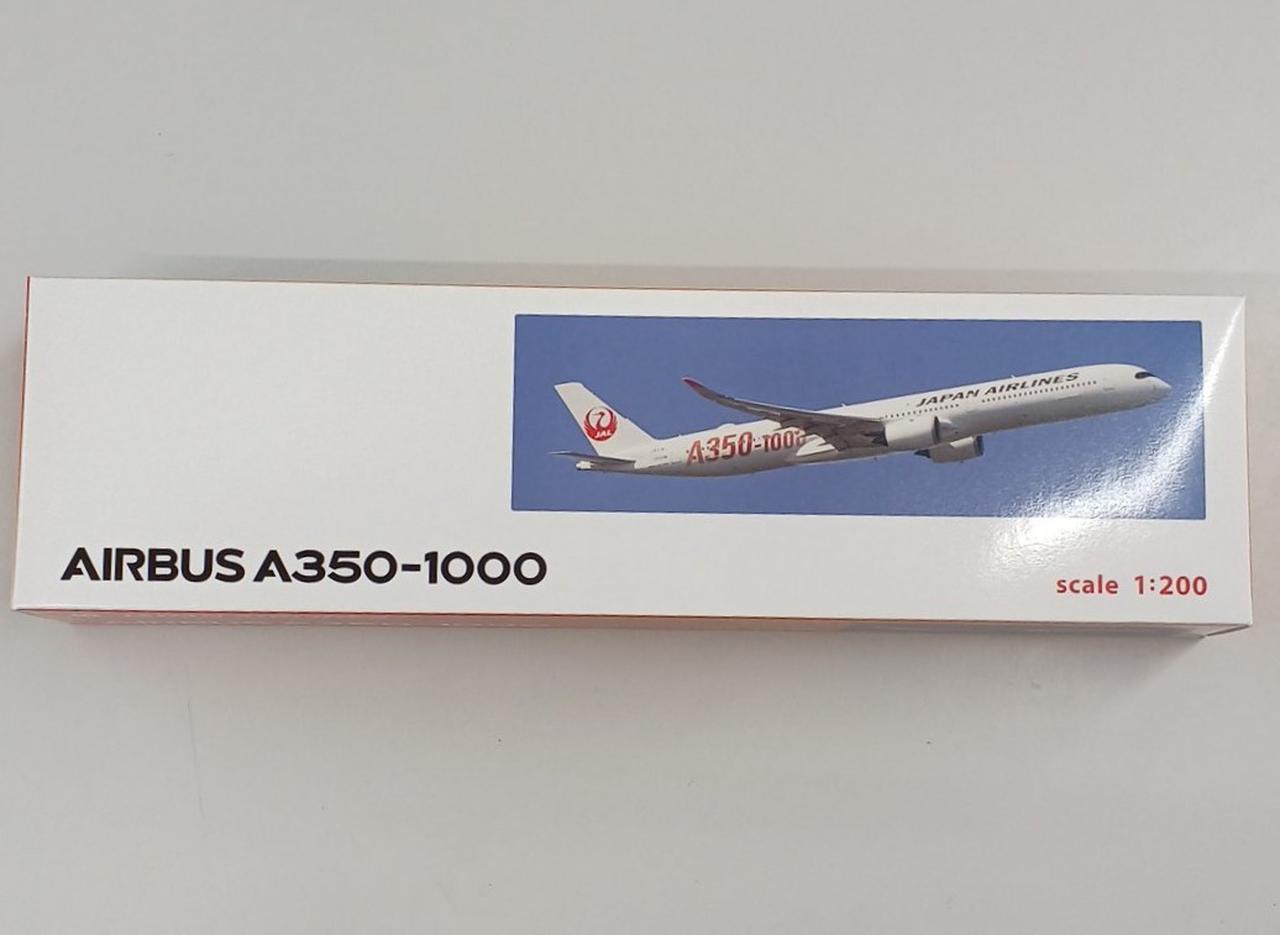 JAPAN AIRLINES
A350-1000
JAL
AIRBUS A350-1000
scale 1:200